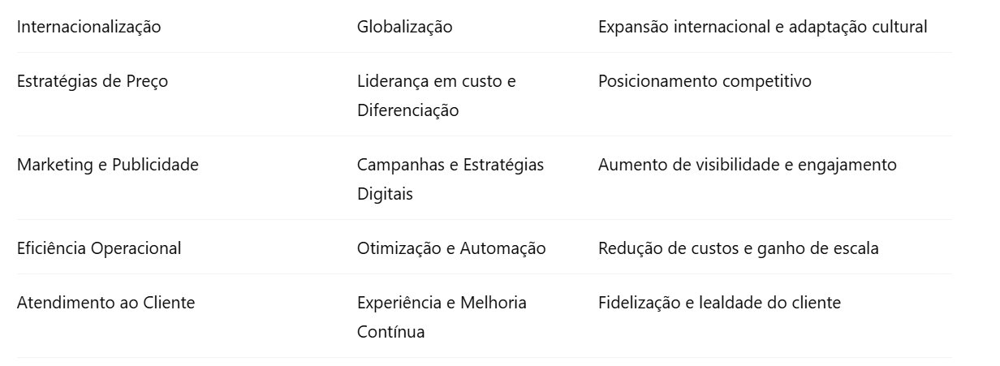 Internacionalização Globalização Expansão internacional e adaptação cultural
Estratégias de Preço Liderança em custo e Posicionamento competitivo
Diferenciação
Marketing e Publicidade Campanhas e Estratégias Aumento de visibilidade e engajamento
Digitais
Eficiência Operacional Otimização e Automação Redução de custos e ganho de escala
Atendimento ao Cliente Experiência e Melhoria Fidelização e lealdade do cliente
Contínua